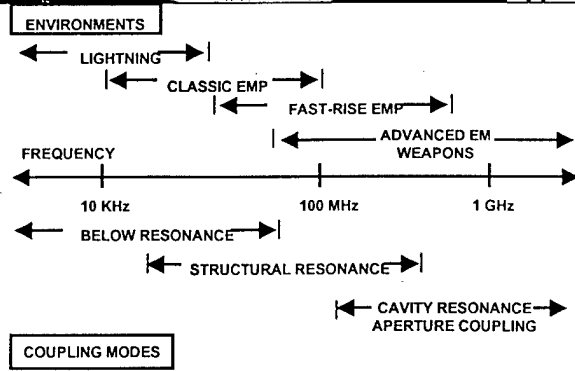 ENVIRONMENTS
LIGHTNING
CLASSIC EMP
FAST-RISE EMP
ADVANCED EM
WEAPONS
FREQUENCY
10 KHz
100 MHz
1 GHz
BELOW RESONANCE
STRUCTURAL RESONANCE
CAVITY RESONANCE
APERTURE COUPLING
COUPLING MODES